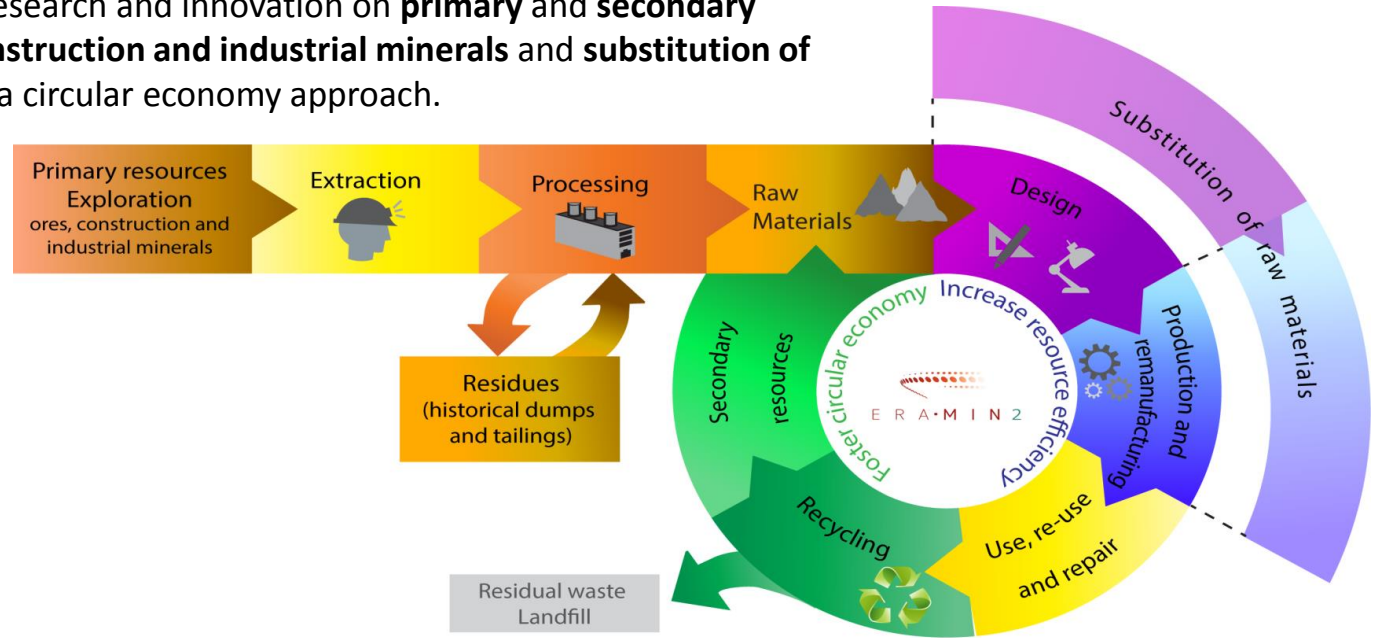 esearch and innovation on primary and secondary
nstruction and industrial minerals and substitution of
a circular economy approach.
Primary resources
Exploration
ores, construction and
industrial minerals
Extraction
Processing
Raw
Materials
Design
Substitution of raw materials
Production and
remanufacturing
Use, re-use
and repair
Recycling
Secondary
resources
Foster circular economy
Increase resource efficiency
ERA•MIN2
Residues
(historical dumps
and tailings)
Residual waste
Landfill